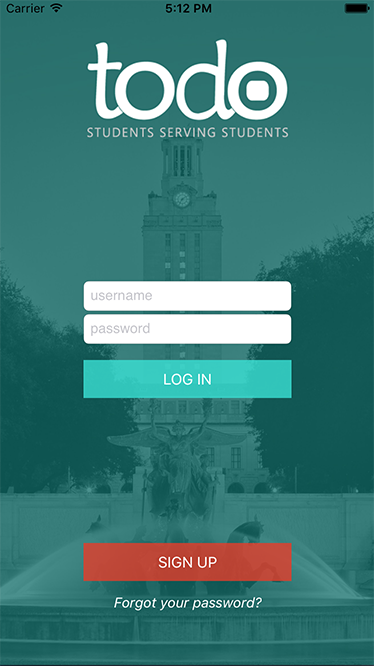 Carrier 5:12 PM
todo
STUDENTS SERVING STUDENTS
username
password
LOG IN
SIGN UP
Forgot your password?